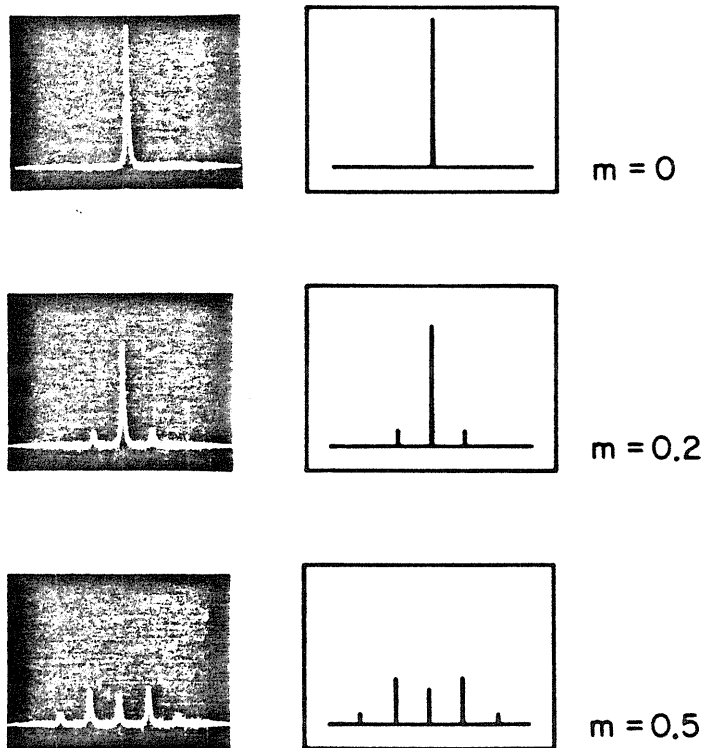 m = 0
m = 0.2
m = 0.5